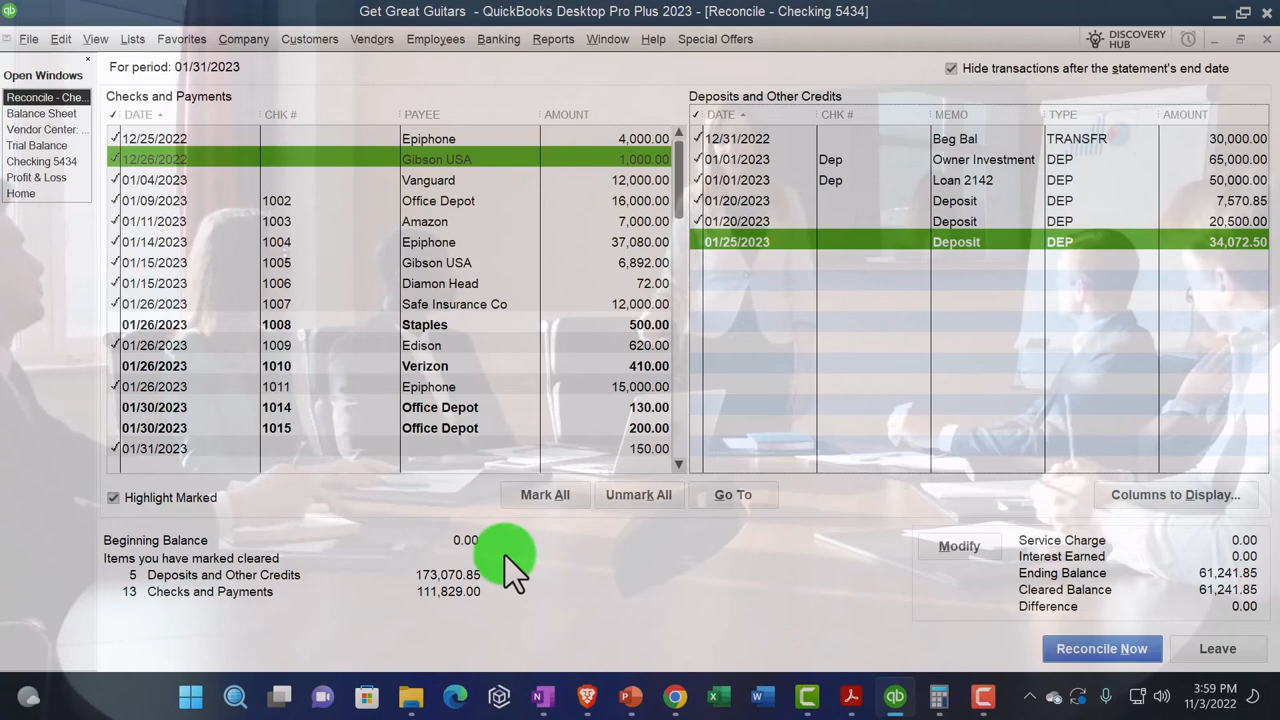 Get Great Guitars - QuickBooks Desktop Pro Plus 2023 - [Reconcile - Checking 5434]
File Edit View Lists Favorites Company Customers Vendors Employees Banking Reports Window Help Special Offers DISCOVERY HUB
Open Windows
Reconcile - Che...
Balance Sheet
Vendor Center: ...
Trial Balance
Checking 5434
Profit & Loss
Home
For period: 01/31/2023
Hide transactions after the statement's end date
Checks and Payments
DATE CHK # PAYEE AMOUNT
12/25/2022 Epiphone 4,000.00
12/26/2022 Gibson USA 1,000.00
01/04/2023 Vanguard 12,000.00
01/09/2023 1002 Office Depot 16,000.00
01/11/2023 1003 Amazon 7,000.00
01/14/2023 1004 Epiphone 37,080.00
01/15/2023 1005 Gibson USA 6,892.00
01/15/2023 1006 Diamon Head 72.00
01/26/2023 1007 Safe Insurance Co 12,000.00
01/26/2023 1008 Staples 500.00
01/26/2023 1009 Edison 620.00
01/26/2023 1010 Verizon 410.00
01/26/2023 1011 Epiphone 15,000.00
01/30/2023 1014 Office Depot 130.00
01/30/2023 1015 Office Depot 200.00
01/31/2023 150.00
Deposits and Other Credits
DATE CHK # MEMO TYPE AMOUNT
12/31/2022 Beg Bal TRANSFR 30,000.00
01/01/2023 Dep Owner Investment DEP 65,000.00
01/01/2023 Dep Loan 2142 DEP 50,000.00
01/20/2023 Deposit DEP 7,570.85
01/20/2023 Deposit DEP 20,500.00
01/25/2023 Deposit DEP 34,072.50
Highlight Marked
Mark All Unmark All Go To Columns to Display...
Beginning Balance 0.00
Items you have marked cleared
5 Deposits and Other Credits 173,070.85
13 Checks and Payments 111,829.00
Modify
Service Charge 0.00
Interest Earned 0.00
Ending Balance 61,241.85
Cleared Balance 61,241.85
Difference 0.00
Reconcile Now Leave
3:59 PM
11/3/2022